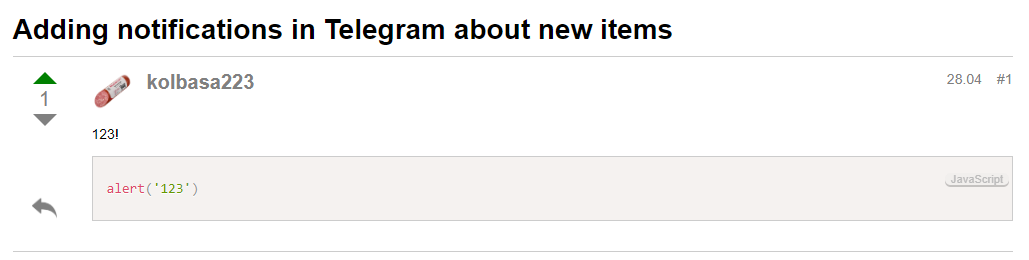 Adding notifications in Telegram about new items
kolbasa223
28.04 #1
1
123!
JavaScript
alert('123')